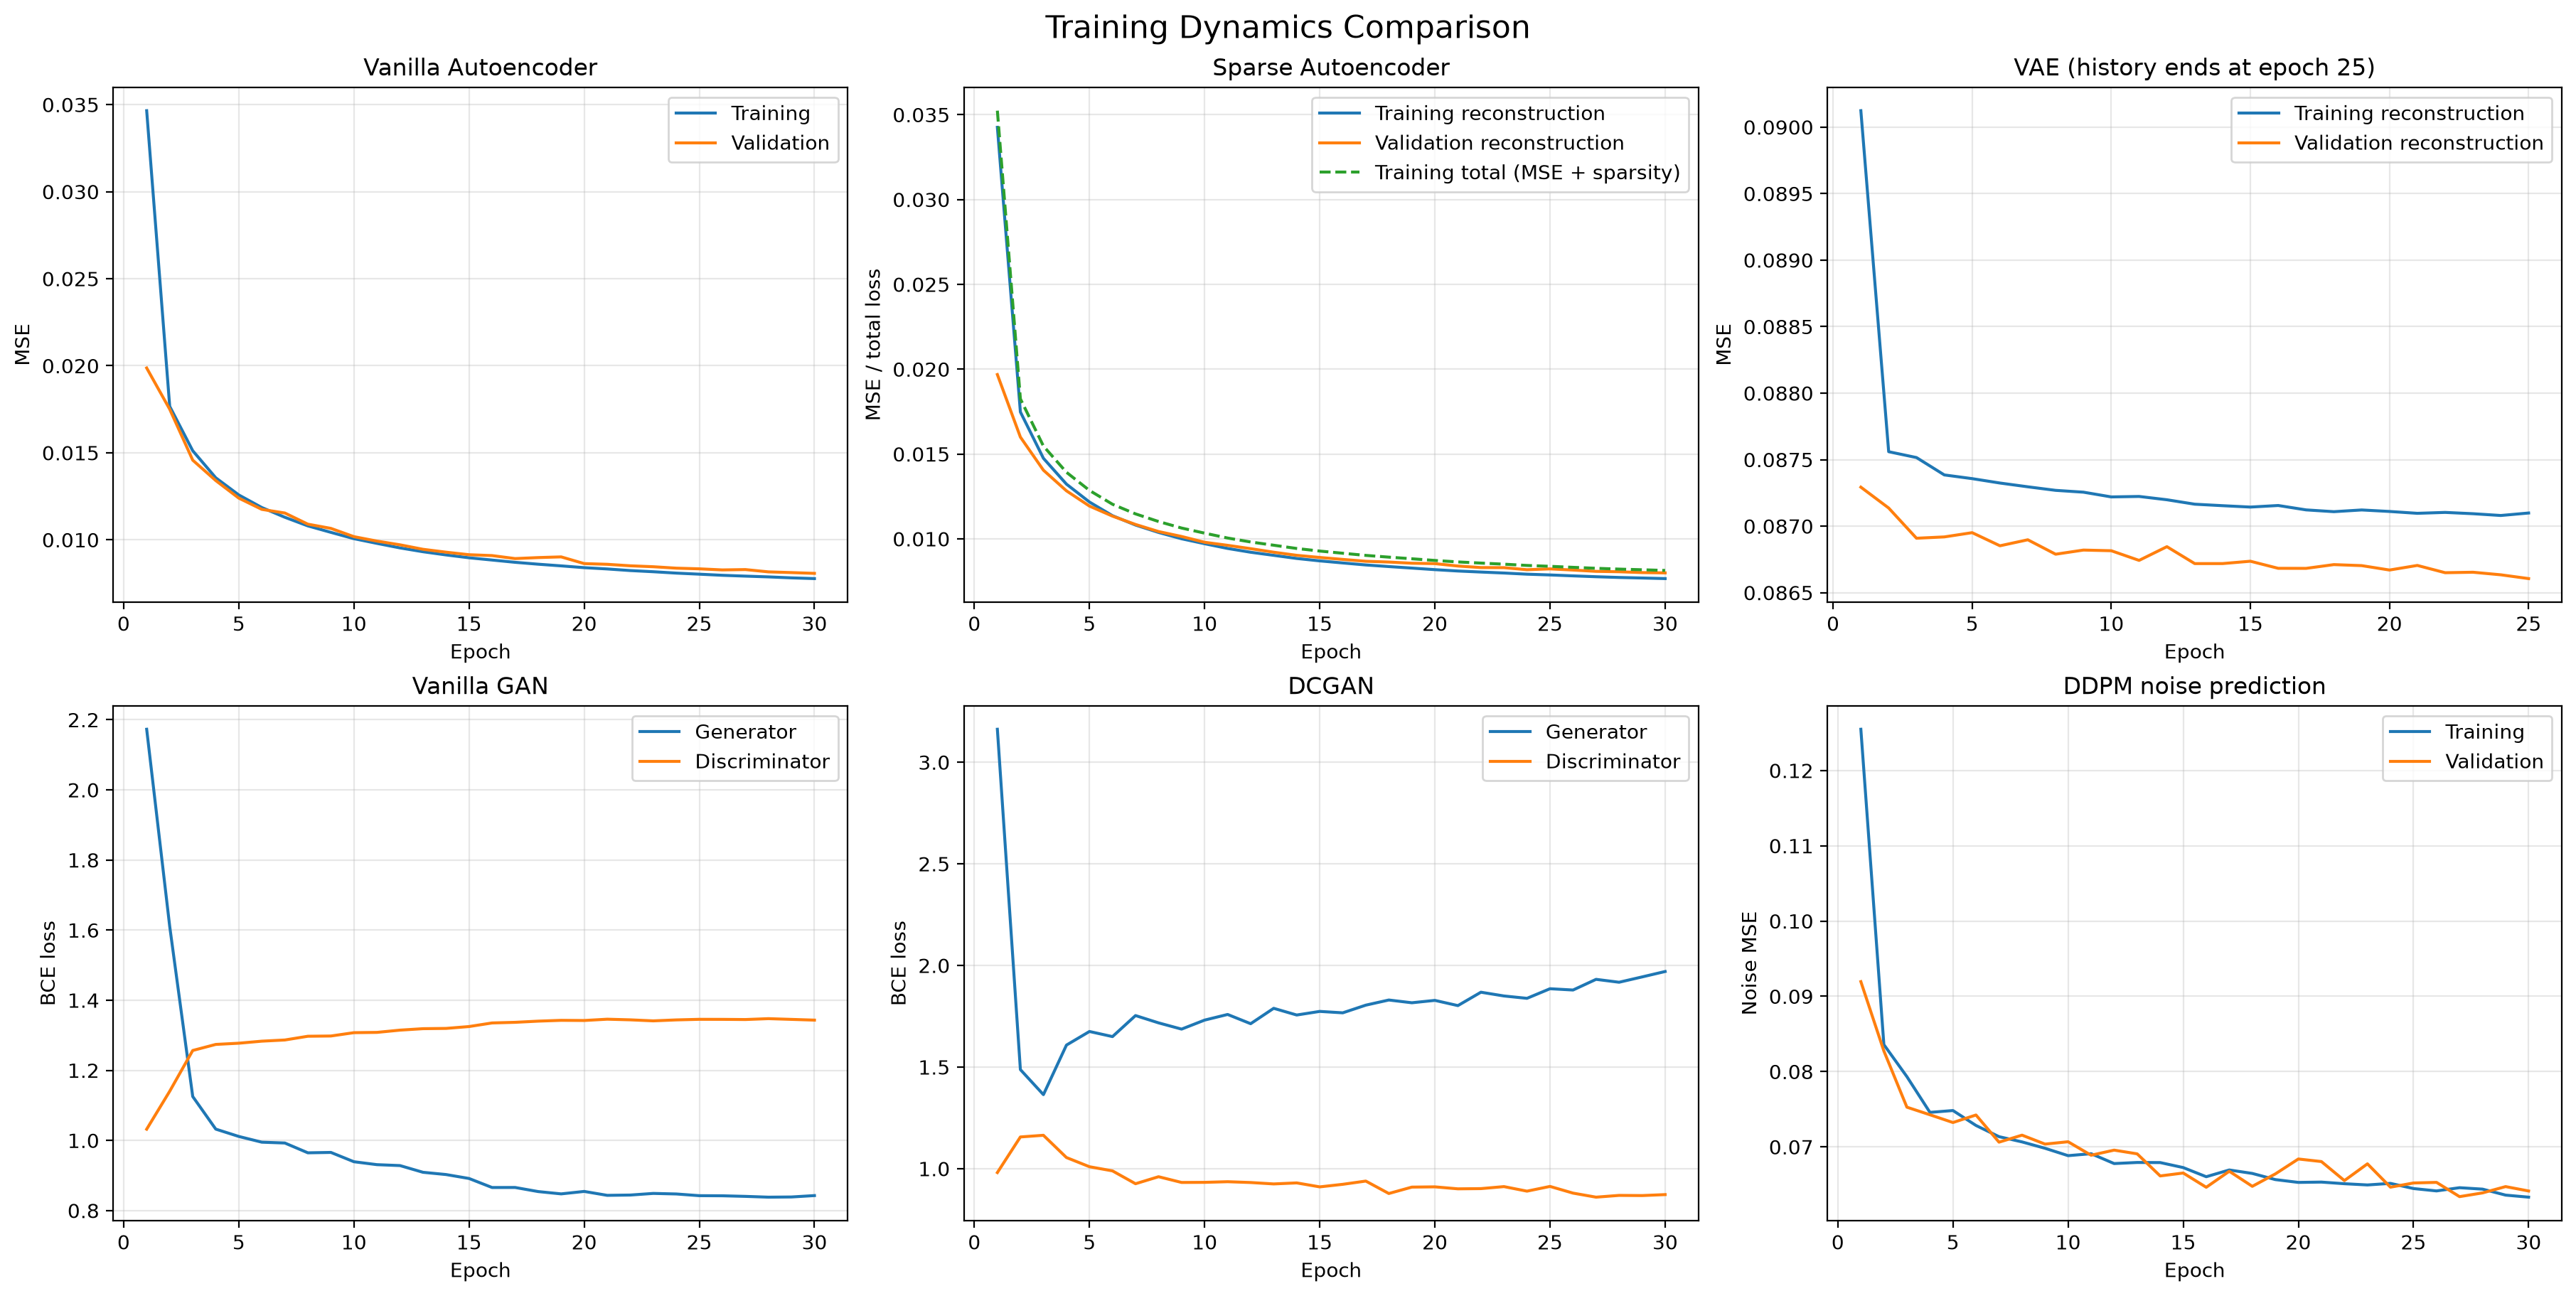 Training Dynamics Comparison
Vanilla Autoencoder
MSE
0.035
0.030
0.025
0.020
0.015
0.010
Training
Validation
0 5 10 15 20 25 30
Epoch
Sparse Autoencoder
MSE / total loss
0.035
0.030
0.025
0.020
0.015
0.010
Training reconstruction
Validation reconstruction
Training total (MSE + sparsity)
0 5 10 15 20 25 30
Epoch
VAE (history ends at epoch 25)
MSE
0.0900
0.0895
0.0890
0.0885
0.0880
0.0875
0.0870
0.0865
Training reconstruction
Validation reconstruction
0 5 10 15 20 25
Epoch
Vanilla GAN
BCE loss
2.2
2.0
1.8
1.6
1.4
1.2
1.0
0.8
Generator
Discriminator
0 5 10 15 20 25 30
Epoch
DCGAN
BCE loss
3.0
2.5
2.0
1.5
1.0
Generator
Discriminator
0 5 10 15 20 25 30
Epoch
DDPM noise prediction
Noise MSE
0.12
0.11
0.10
0.09
0.08
0.07
Training
Validation
0 5 10 15 20 25 30
Epoch